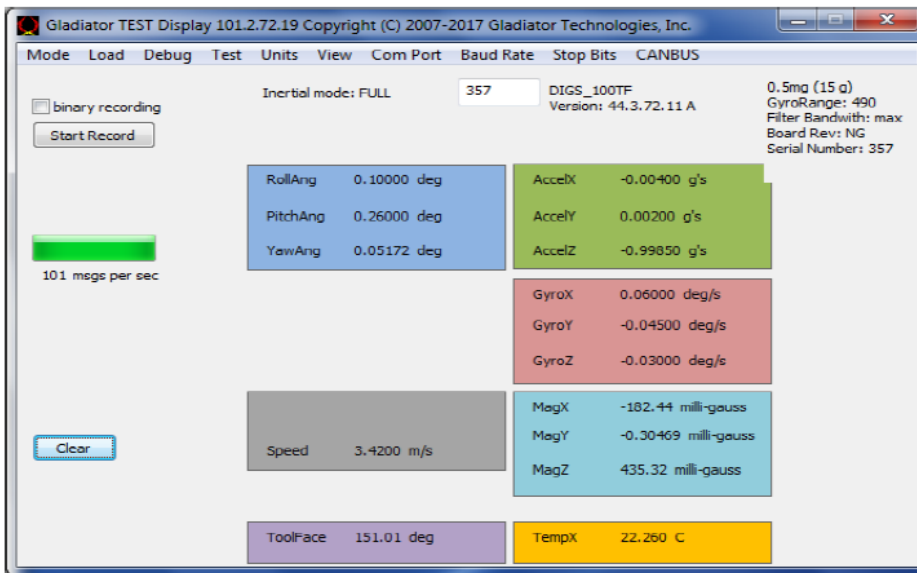 Gladiator TEST Display 101.2.72.19 Copyright (C) 2007-2017 Gladiator Technologies, Inc.
Mode Load Debug Test Units View Com Port Baud Rate Stop Bits CANBUS
binary recording
Start Record
Inertial mode: FULL
357
DIGS_100TF
Version: 44.3.72.11 A
0.5mg (15 g)
GyroRange: 490
Filter Bandwith: max
Board Rev: NG
Serial Number: 357
RollAng 0.10000 deg
PitchAng 0.26000 deg
YawAng 0.05172 deg
AccelX -0.00400 g's
AccelY 0.00200 g's
AccelZ -0.99850 g's
101 msgs per sec
GyroX 0.06000 deg/s
GyroY -0.04500 deg/s
GyroZ -0.03000 deg/s
Clear
Speed 3.4200 m/s
MagX -182.44 milli-gauss
MagY -0.30469 milli-gauss
MagZ 435.32 milli-gauss
ToolFace 151.01 deg
TempX 22.260 C